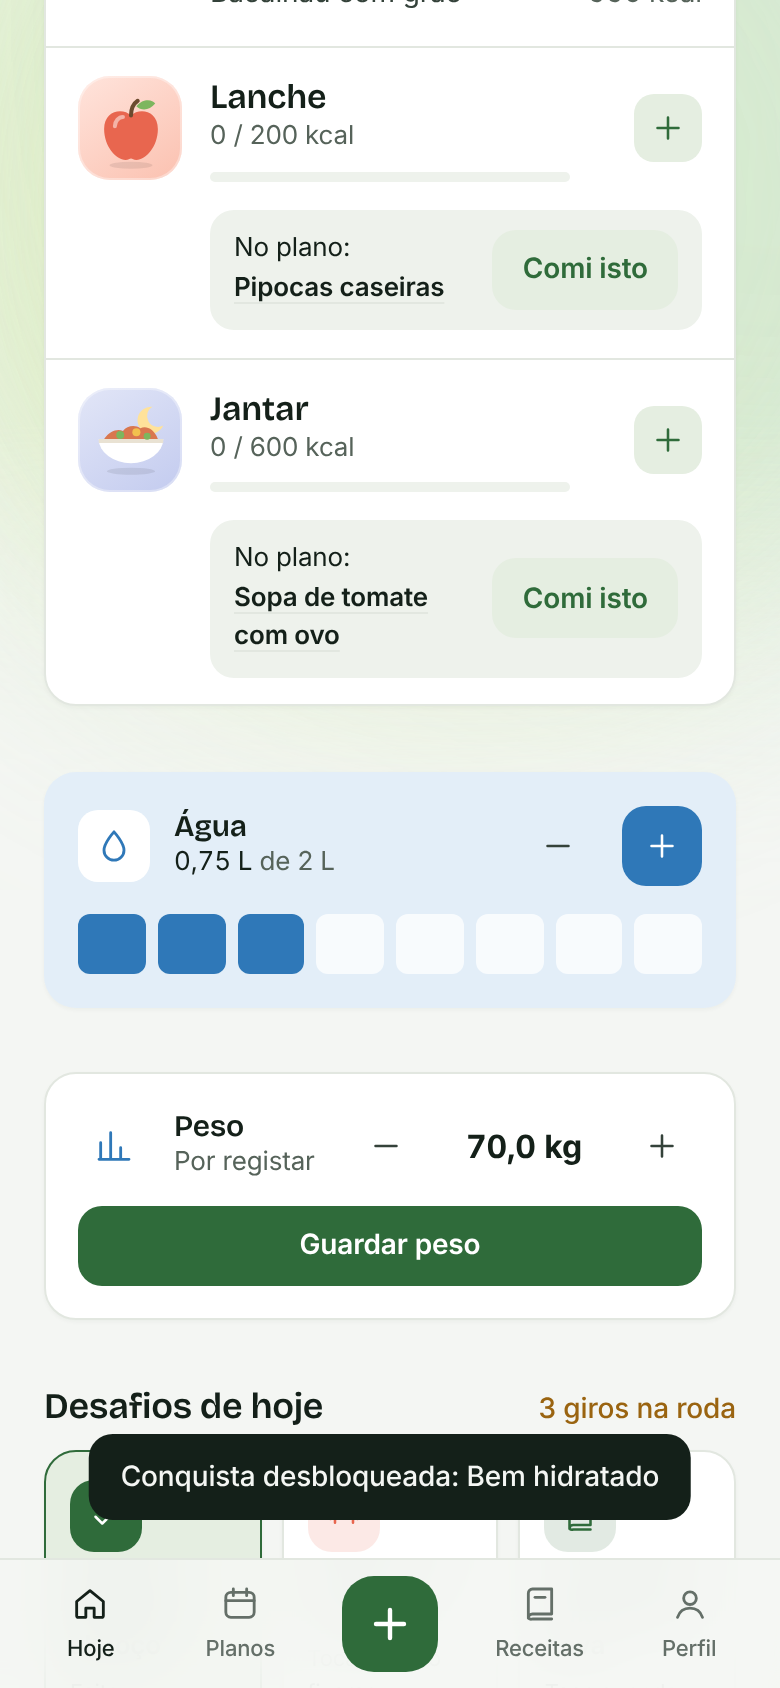 Lanche
0 / 200 kcal
No plano:
Pipocas caseiras
Comi isto
Jantar
0 / 600 kcal
No plano:
Sopa de tomate
com ovo
Comi isto
Água
0,75 L de 2 L
Peso
Por registar
70,0 kg
Guardar peso
Desafios de hoje
3 giros na roda
Conquista desbloqueada: Bem hidratado
Hoje
Planos
Receitas
Perfil